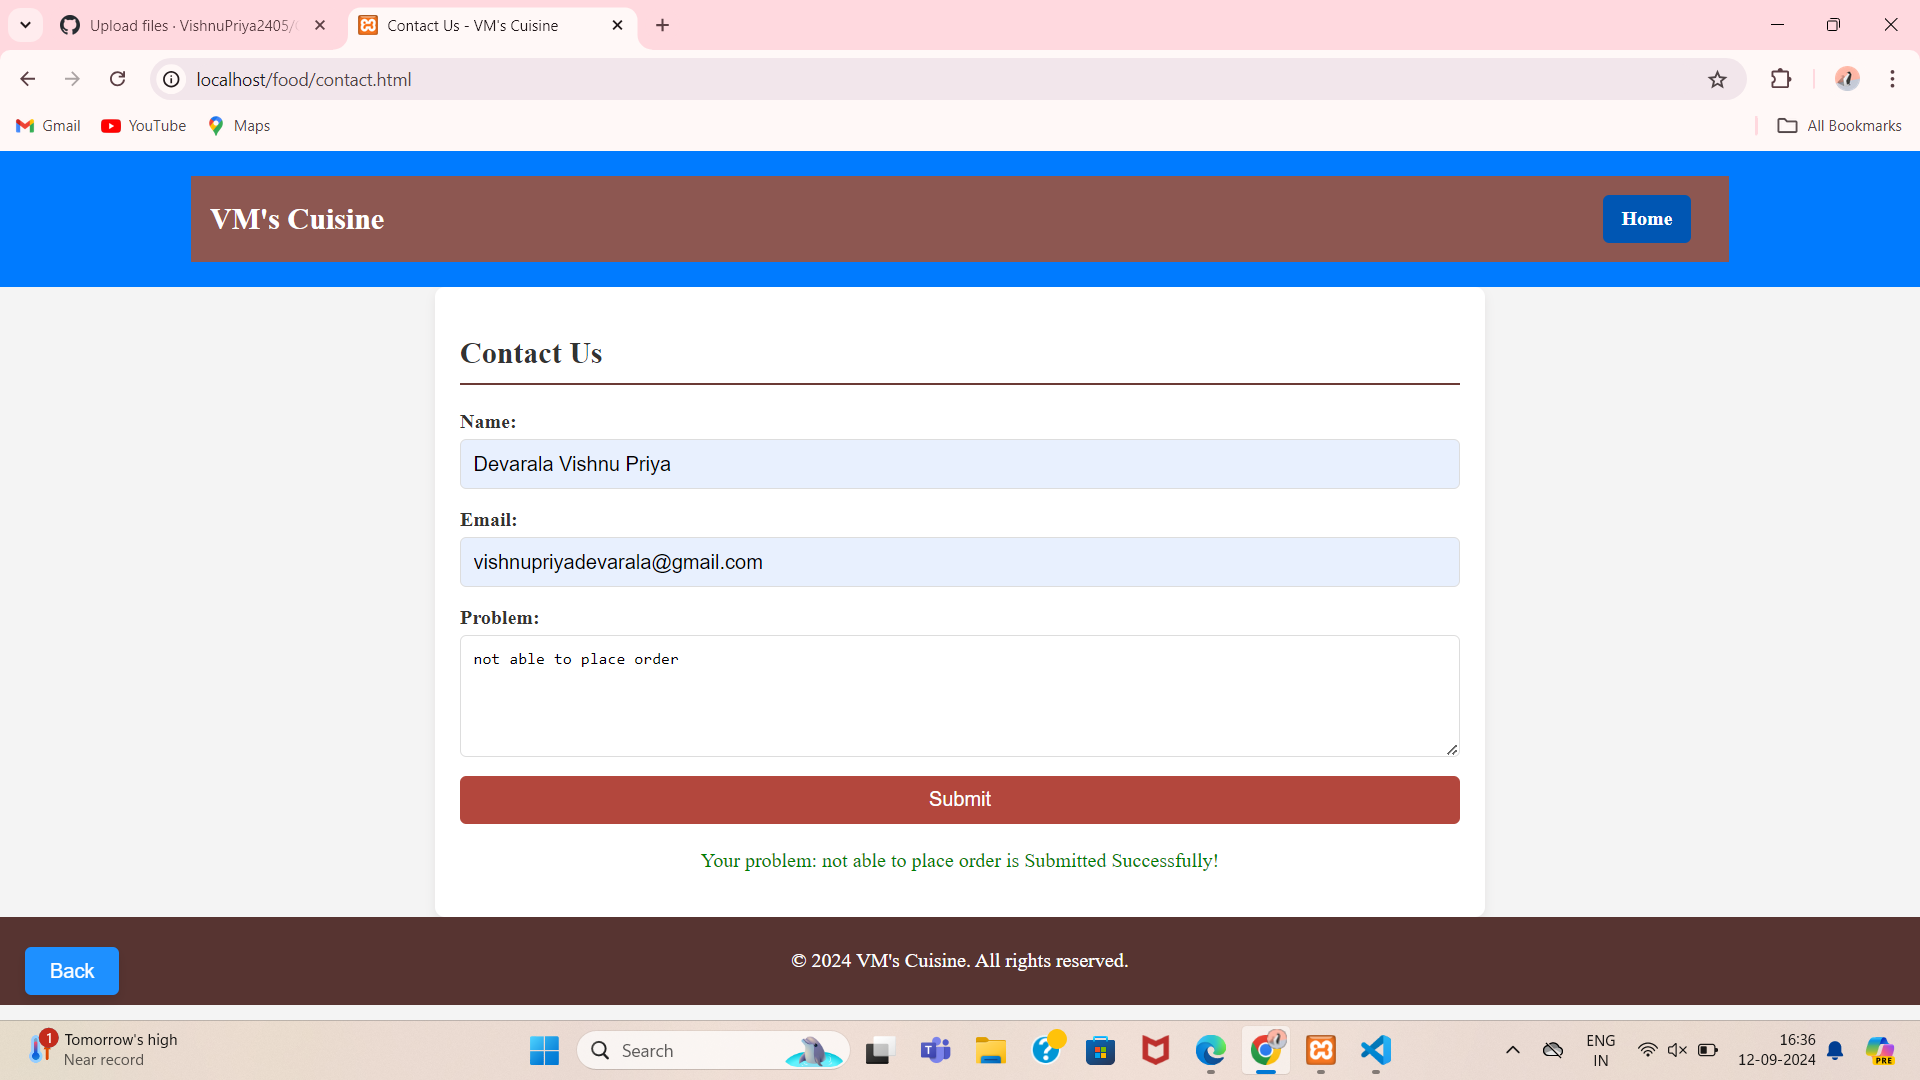 Upload files · VishnuPriya2405/
Contact Us - VM's Cuisine
localhost/food/contact.html
Gmail
YouTube
Maps
All Bookmarks
VM's Cuisine
Home
Contact Us
Name:
Devarala Vishnu Priya
Email:
vishnupriyadevarala@gmail.com
Problem:
not able to place order
Submit
Your problem: not able to place order is Submitted Successfully!
Back
© 2024 VM's Cuisine. All rights reserved.
1
Tomorrow's high
Near record
Search
ENG
IN
16:36
12-09-2024
PRE